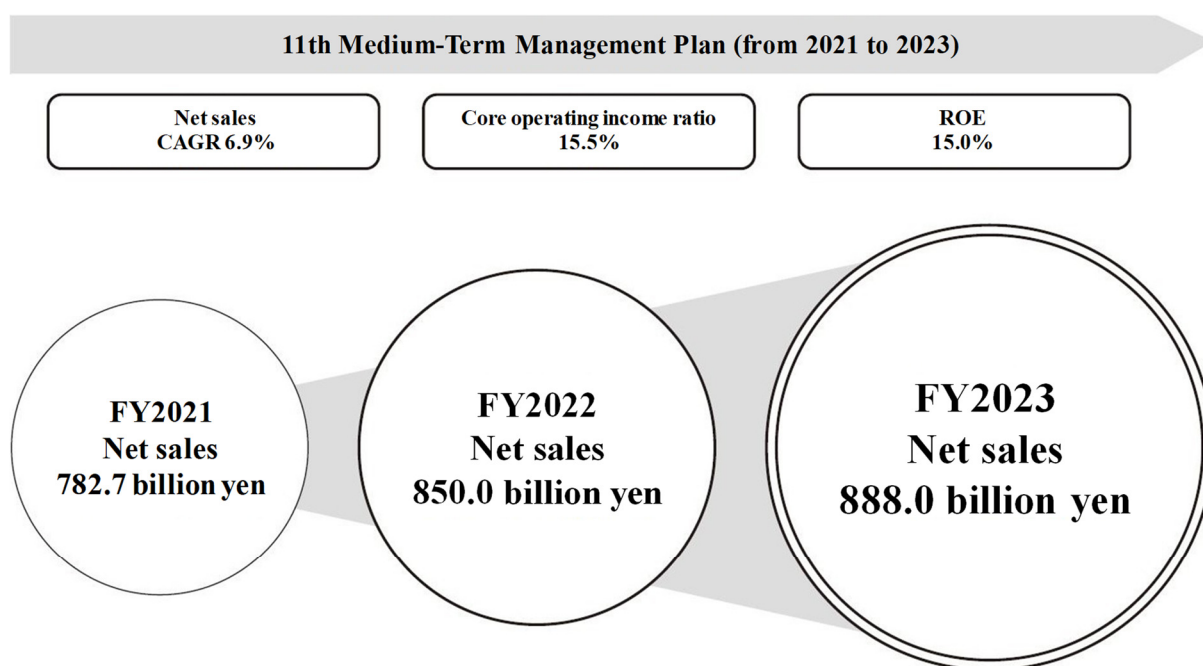 11th Medium-Term Management Plan (from 2021 to 2023)
Net sales
CAGR 6.9%
Core operating income ratio
15.5%
ROE
15.0%
FY2021
Net sales
782.7 billion yen
FY2022
Net sales
850.0 billion yen
FY2023
Net sales
888.0 billion yen